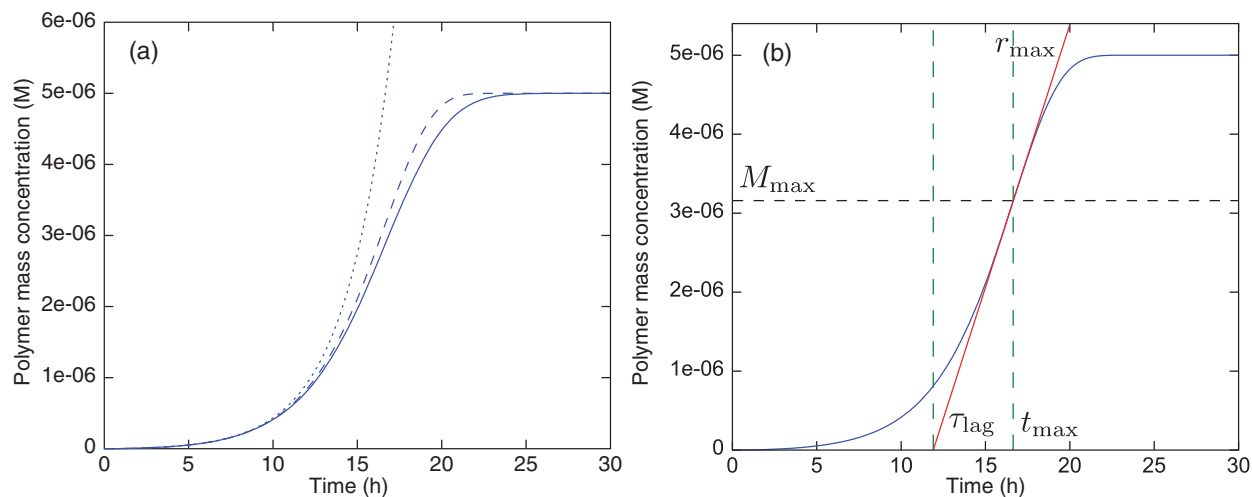 (a)
Polymer mass concentration (M)
6e-06
5e-06
4e-06
3e-06
2e-06
1e-06
0
0 5 10 15 20 25 30
Time (h)
(b)
Polymer mass concentration (M)
5e-06
4e-06
3e-06
2e-06
1e-06
0
r_max
M_max
τ_lag t_max
0 5 10 15 20 25 30
Time (h)